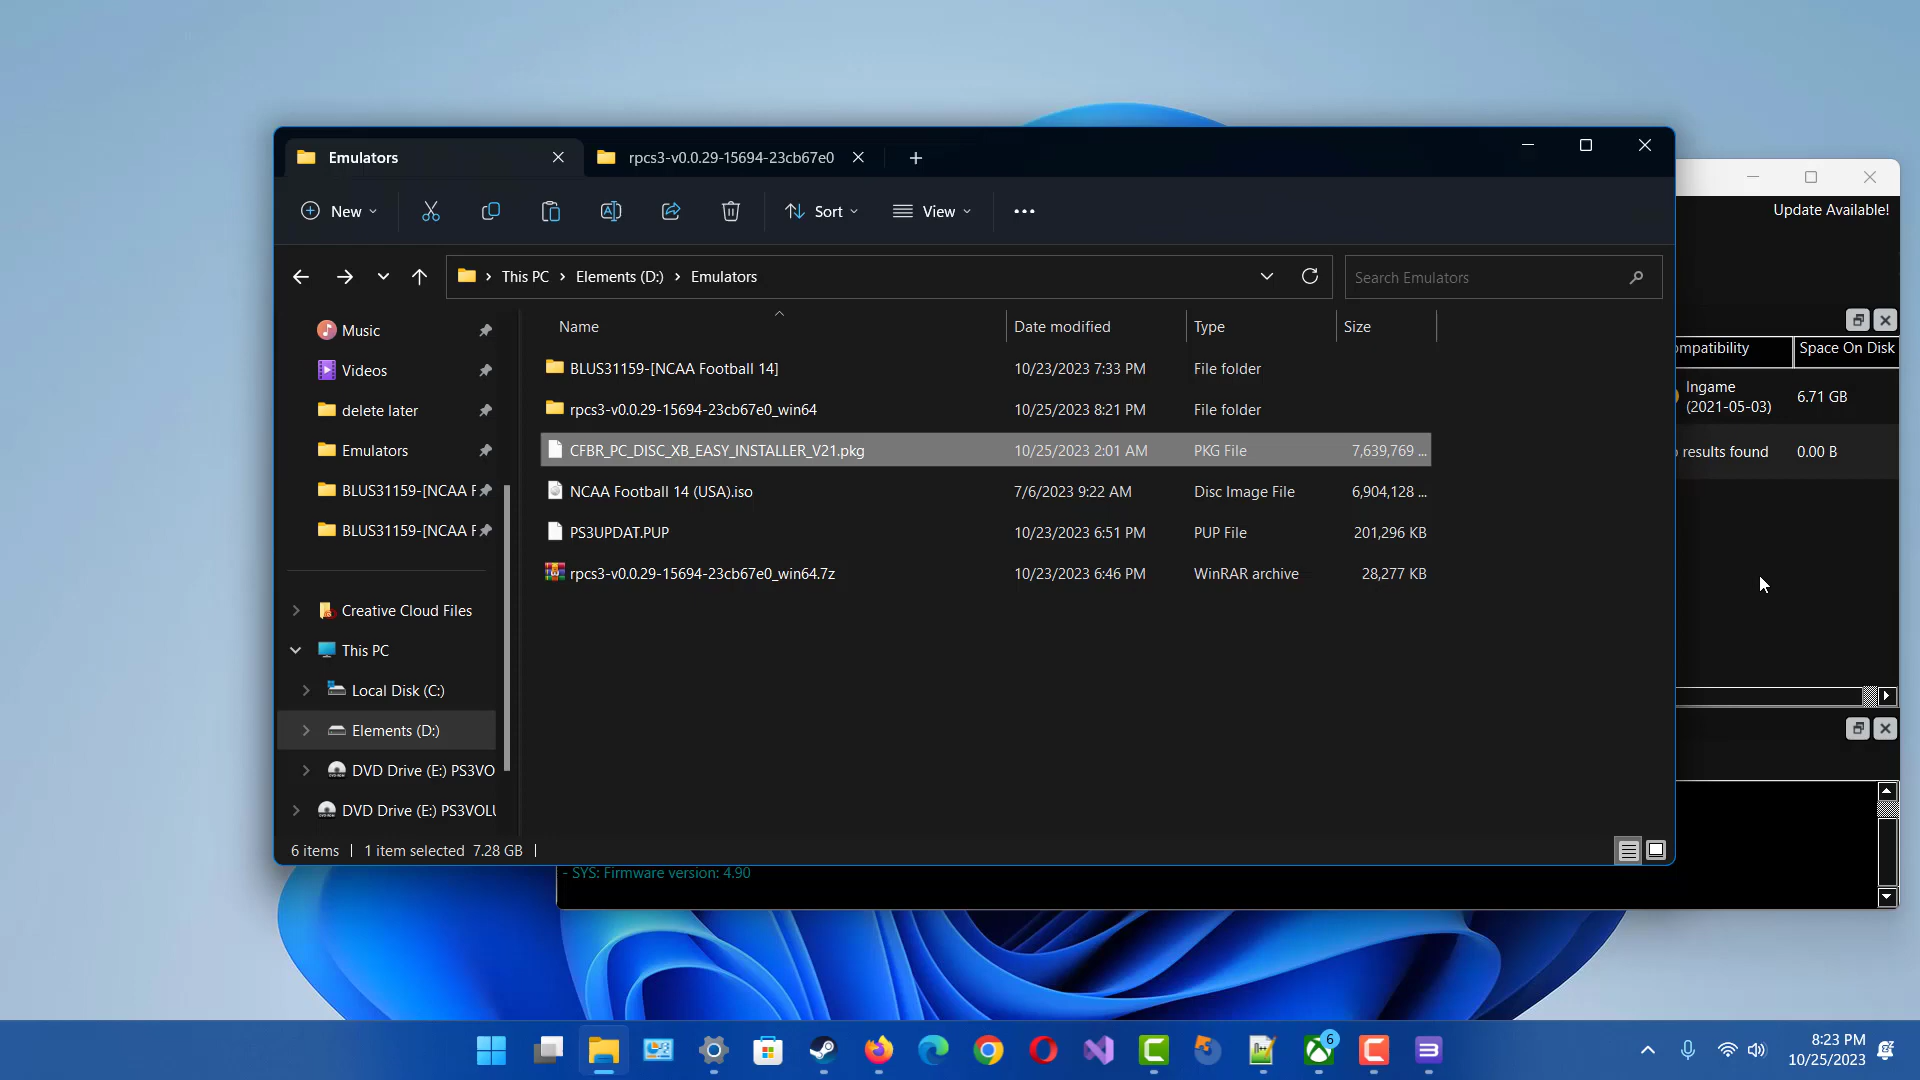 Emulators
rpcs3-v0.0.29-15694-23cb67e0
Update Available!
New
Sort
View
This PC
Elements (D:)
Emulators
Search Emulators
Name
Date modified
Type
Size
Music
Videos
delete later
Emulators
BLUS31159-[NCAA F
BLUS31159-[NCAA F
Creative Cloud Files
This PC
Local Disk (C:)
Elements (D:)
DVD Drive (E:) PS3VO
DVD Drive (E:) PS3VOLU
BLUS31159-[NCAA Football 14] 10/23/2023 7:33 PM File folder
rpcs3-v0.0.29-15694-23cb67e0_win64 10/25/2023 8:21 PM File folder
CFBR_PC_DISC_XB_EASY_INSTALLER_V21.pkg 10/25/2023 2:01 AM PKG File 7,639,769 ...
NCAA Football 14 (USA).iso 7/6/2023 9:22 AM Disc Image File 6,904,128 ...
PS3UPDAT.PUP 10/23/2023 6:51 PM PUP File 201,296 KB
rpcs3-v0.0.29-15694-23cb67e0_win64.7z 10/23/2023 6:46 PM WinRAR archive 28,277 KB
mpatibility
Space On Disk
Ingame
(2021-05-03)
6.71 GB
results found
0.00 B
6 items
1 item selected 7.28 GB
- SYS: Firmware version: 4.90
6
8:23 PM
10/25/2023